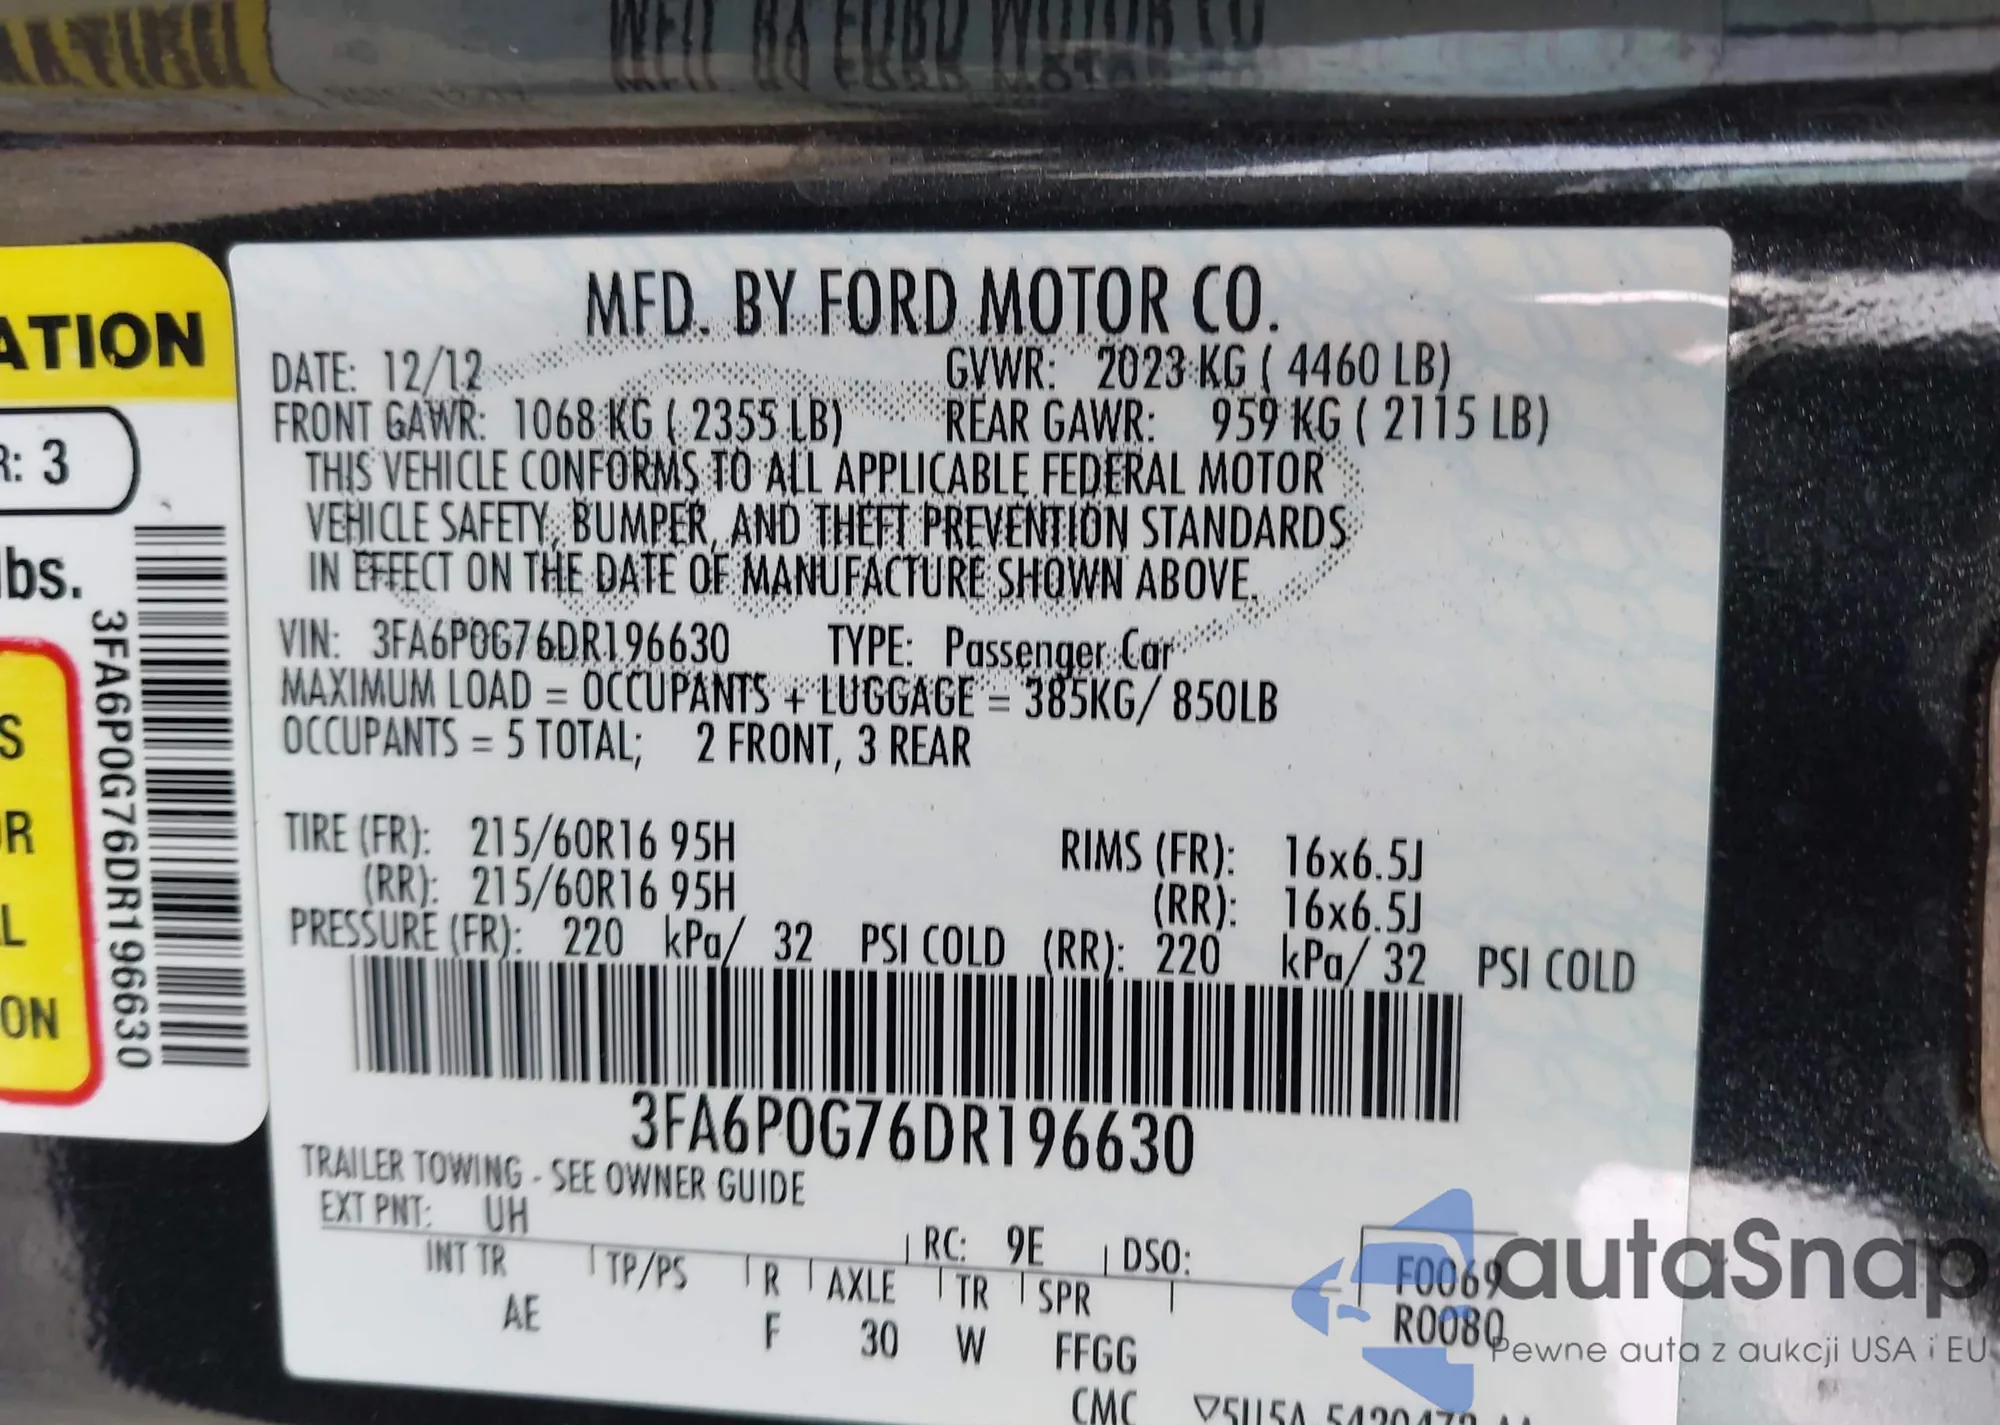 MFD. BY FORD MOTOR CO.
DATE: 12/12 GVWR: 2023 KG ( 4460 LB)
FRONT GAWR: 1068 KG ( 2355 LB) REAR GAWR: 959 KG ( 2115 LB)
THIS VEHICLE CONFORMS TO ALL APPLICABLE FEDERAL MOTOR
VEHICLE SAFETY, BUMPER, AND THEFT PREVENTION STANDARDS
IN EFFECT ON THE DATE OF MANUFACTURE SHOWN ABOVE.
VIN: 3FA6P0G76DR196630 TYPE: Passenger Car
MAXIMUM LOAD = OCCUPANTS + LUGGAGE = 385KG/ 850LB
OCCUPANTS = 5 TOTAL; 2 FRONT, 3 REAR
TIRE (FR): 215/60R16 95H RIMS (FR): 16x6.5J
(RR): 215/60R16 95H (RR): 16x6.5J
PRESSURE (FR): 220 kPa/ 32 PSI COLD (RR): 220 kPa/ 32 PSI COLD
3FA6P0G76DR196630
TRAILER TOWING - SEE OWNER GUIDE
EXT PNT: UH RC: 9E DSO:
INT TR TP/PS R AXLE TR SPR F0069
AE F 30 W FFGG R0080
CMC
ATION
R: 3
lbs.
3FA6P0G76DR196630
S
OR
L
ON
autaSnap
Pewne auta z aukcji USA i EU